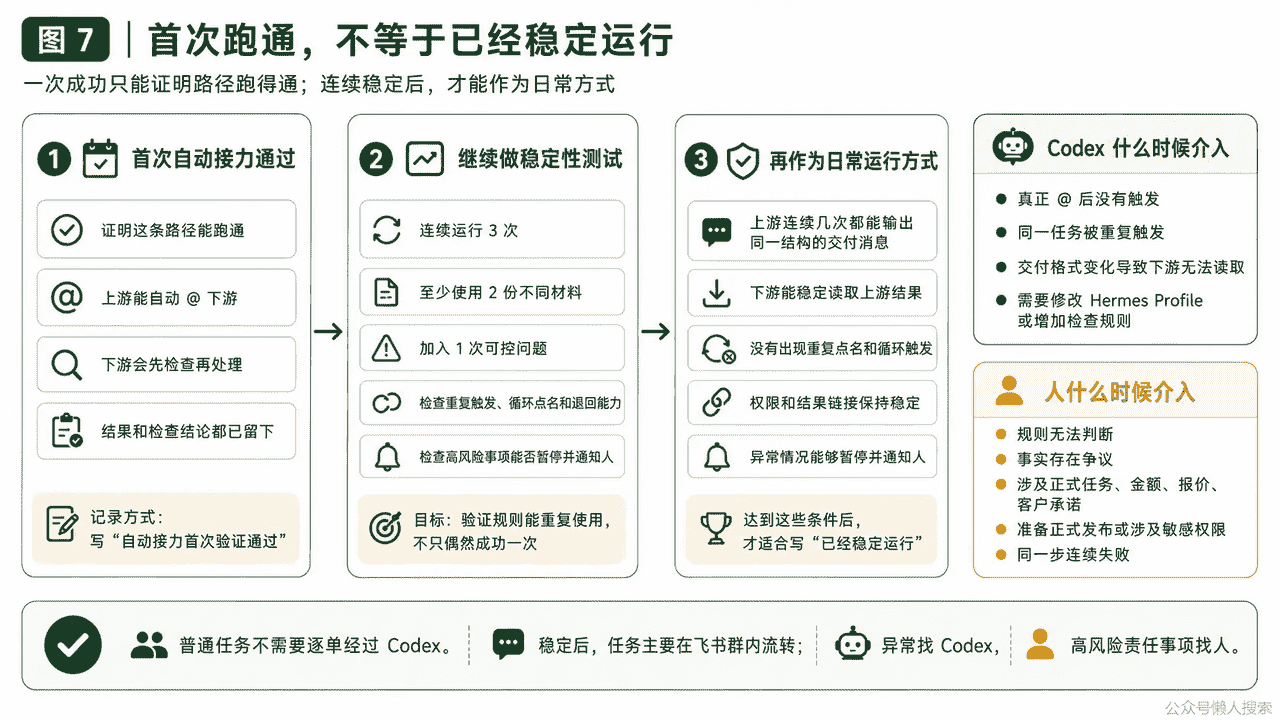 图 7
首次跑通，不等于已经稳定运行
一次成功只能证明路径跑得通；连续稳定后，才能作为日常方式
1
首次自动接力通过
证明这条路径能跑通
@
上游能自动 @ 下游
下游会先检查再处理
结果和检查结论都已留下
记录方式：
写 “自动接力首次验证通过”
2
继续做稳定性测试
连续运行 3 次
至少使用 2 份不同材料
加入 1 次可控问题
检查重复触发、循环点名和退回能力
检查高风险事项能否暂停并通知人
目标：验证规则能重复使用，
不只偶然成功一次
3
再作为日常运行方式
上游连续几次都能输出
同一结构的交付消息
下游能稳定读取上游结果
没有出现重复点名和循环触发
权限和结果链接保持稳定
异常情况能够暂停并通知人
达到这些条件后，
才适合写 “已经稳定运行”
Codex 什么时候介入
真正 @ 后没有触发
同一任务被重复触发
交付格式变化导致下游无法读取
需要修改 Hermes Profile
或增加检查规则
人什么时候介入
规则无法判断
事实存在争议
涉及正式任务、金额、报价、
客户承诺
准备正式发布或涉及敏感权限
同一步连续失败
普通任务不需要逐单经过 Codex。
稳定后，任务主要在飞书群内流转；
异常找 Codex，
高风险责任事项找人。
公众号懒人搜索